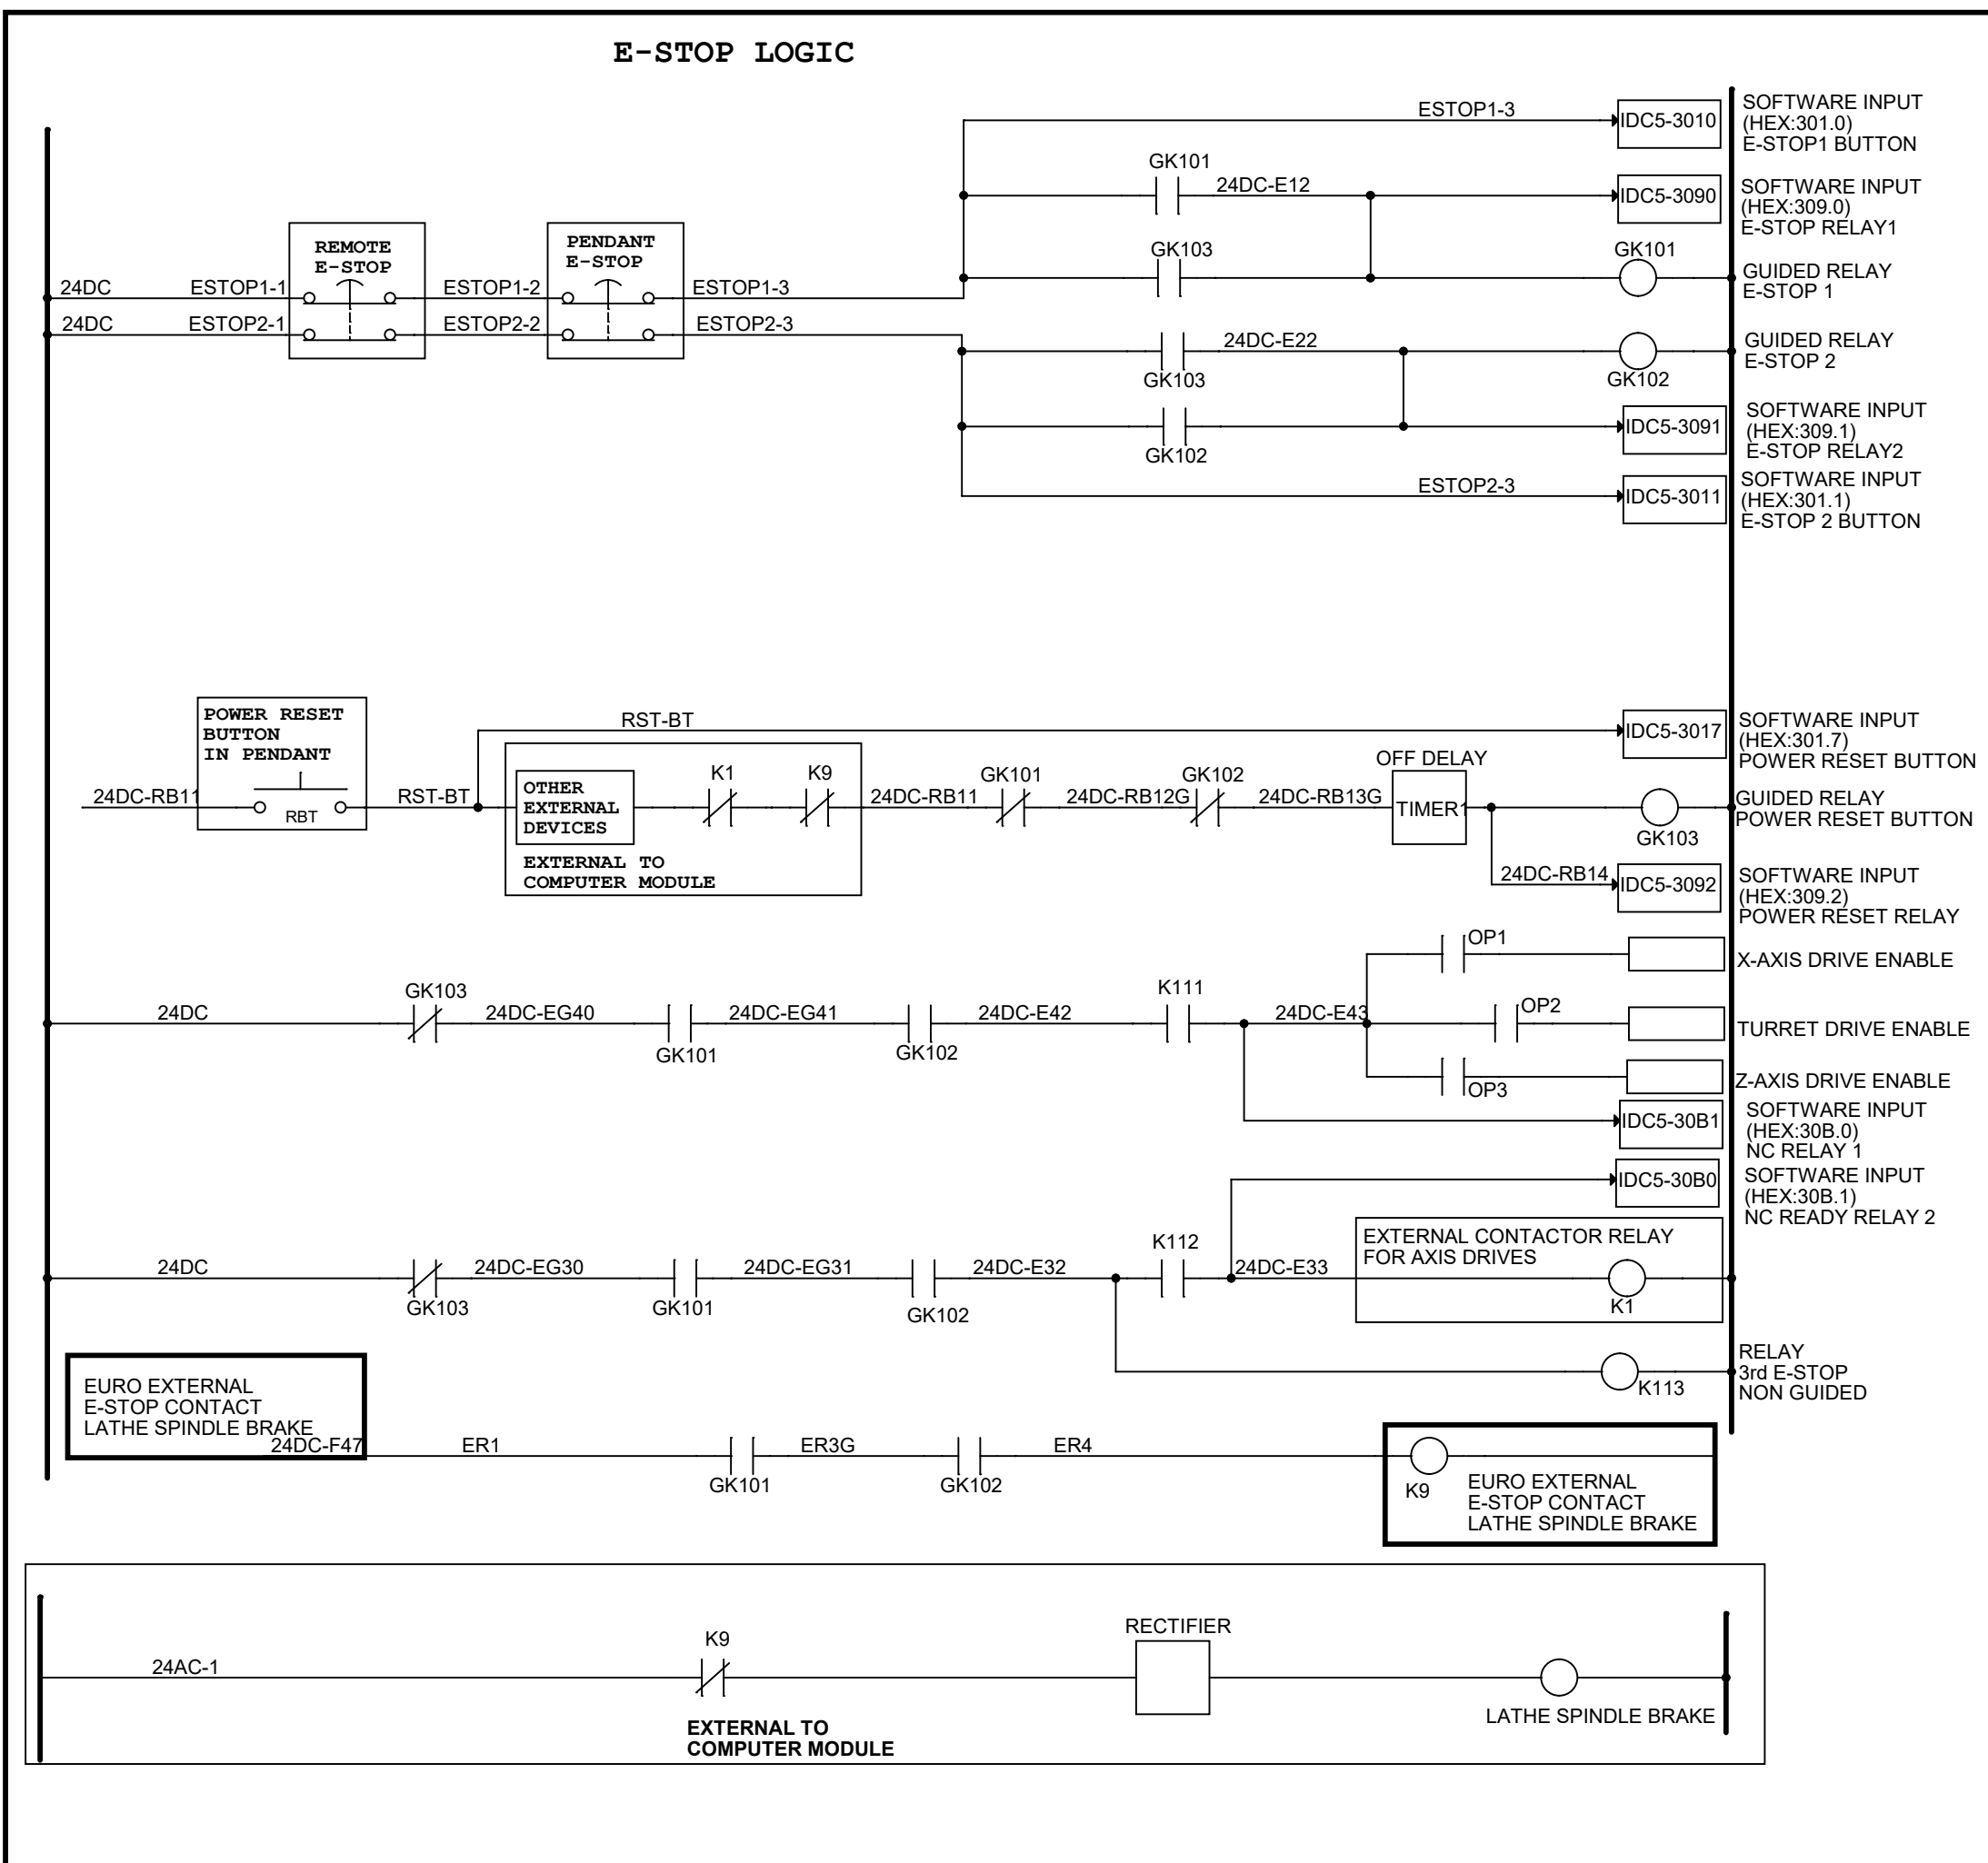 E-STOP LOGIC
ESTOP1-3
IDC5-3010
SOFTWARE INPUT
(HEX:301.0)
E-STOP1 BUTTON
GK101
24DC-E12
IDC5-3090
SOFTWARE INPUT
(HEX:309.0)
E-STOP RELAY1
REMOTE
E-STOP
PENDANT
E-STOP
GK103
GK101
GUIDED RELAY
E-STOP 1
24DC
ESTOP1-1
ESTOP1-2
ESTOP1-3
24DC
ESTOP2-1
ESTOP2-2
ESTOP2-3
24DC-E22
GK103
GK102
GUIDED RELAY
E-STOP 2
GK102
IDC5-3091
SOFTWARE INPUT
(HEX:309.1)
E-STOP RELAY2
ESTOP2-3
IDC5-3011
SOFTWARE INPUT
(HEX:301.1)
E-STOP 2 BUTTON
POWER RESET
BUTTON
IN PENDANT
RST-BT
IDC5-3017
SOFTWARE INPUT
(HEX:301.7)
POWER RESET BUTTON
24DC-RB11
RBT
RST-BT
OTHER
EXTERNAL
DEVICES
K1
K9
EXTERNAL TO
COMPUTER MODULE
24DC-RB11
GK101
24DC-RB12G
GK102
24DC-RB13G
OFF DELAY
TIMER1
GK103
GUIDED RELAY
POWER RESET BUTTON
24DC-RB14
IDC5-3092
SOFTWARE INPUT
(HEX:309.2)
POWER RESET RELAY
OP1
X-AXIS DRIVE ENABLE
24DC
GK103
24DC-EG40
GK101
24DC-EG41
GK102
24DC-E42
K111
24DC-E43
OP2
TURRET DRIVE ENABLE
OP3
Z-AXIS DRIVE ENABLE
IDC5-30B1
SOFTWARE INPUT
(HEX:30B.0)
NC RELAY 1
IDC5-30B0
SOFTWARE INPUT
(HEX:30B.1)
NC READY RELAY 2
24DC
GK103
24DC-EG30
GK101
24DC-EG31
GK102
24DC-E32
K112
24DC-E33
EXTERNAL CONTACTOR RELAY
FOR AXIS DRIVES
K1
K113
RELAY
3rd E-STOP
NON GUIDED
EURO EXTERNAL
E-STOP CONTACT
LATHE SPINDLE BRAKE
24DC-F47
ER1
GK101
ER3G
GK102
ER4
K9
EURO EXTERNAL
E-STOP CONTACT
LATHE SPINDLE BRAKE
24AC-1
K9
EXTERNAL TO
COMPUTER MODULE
RECTIFIER
LATHE SPINDLE BRAKE